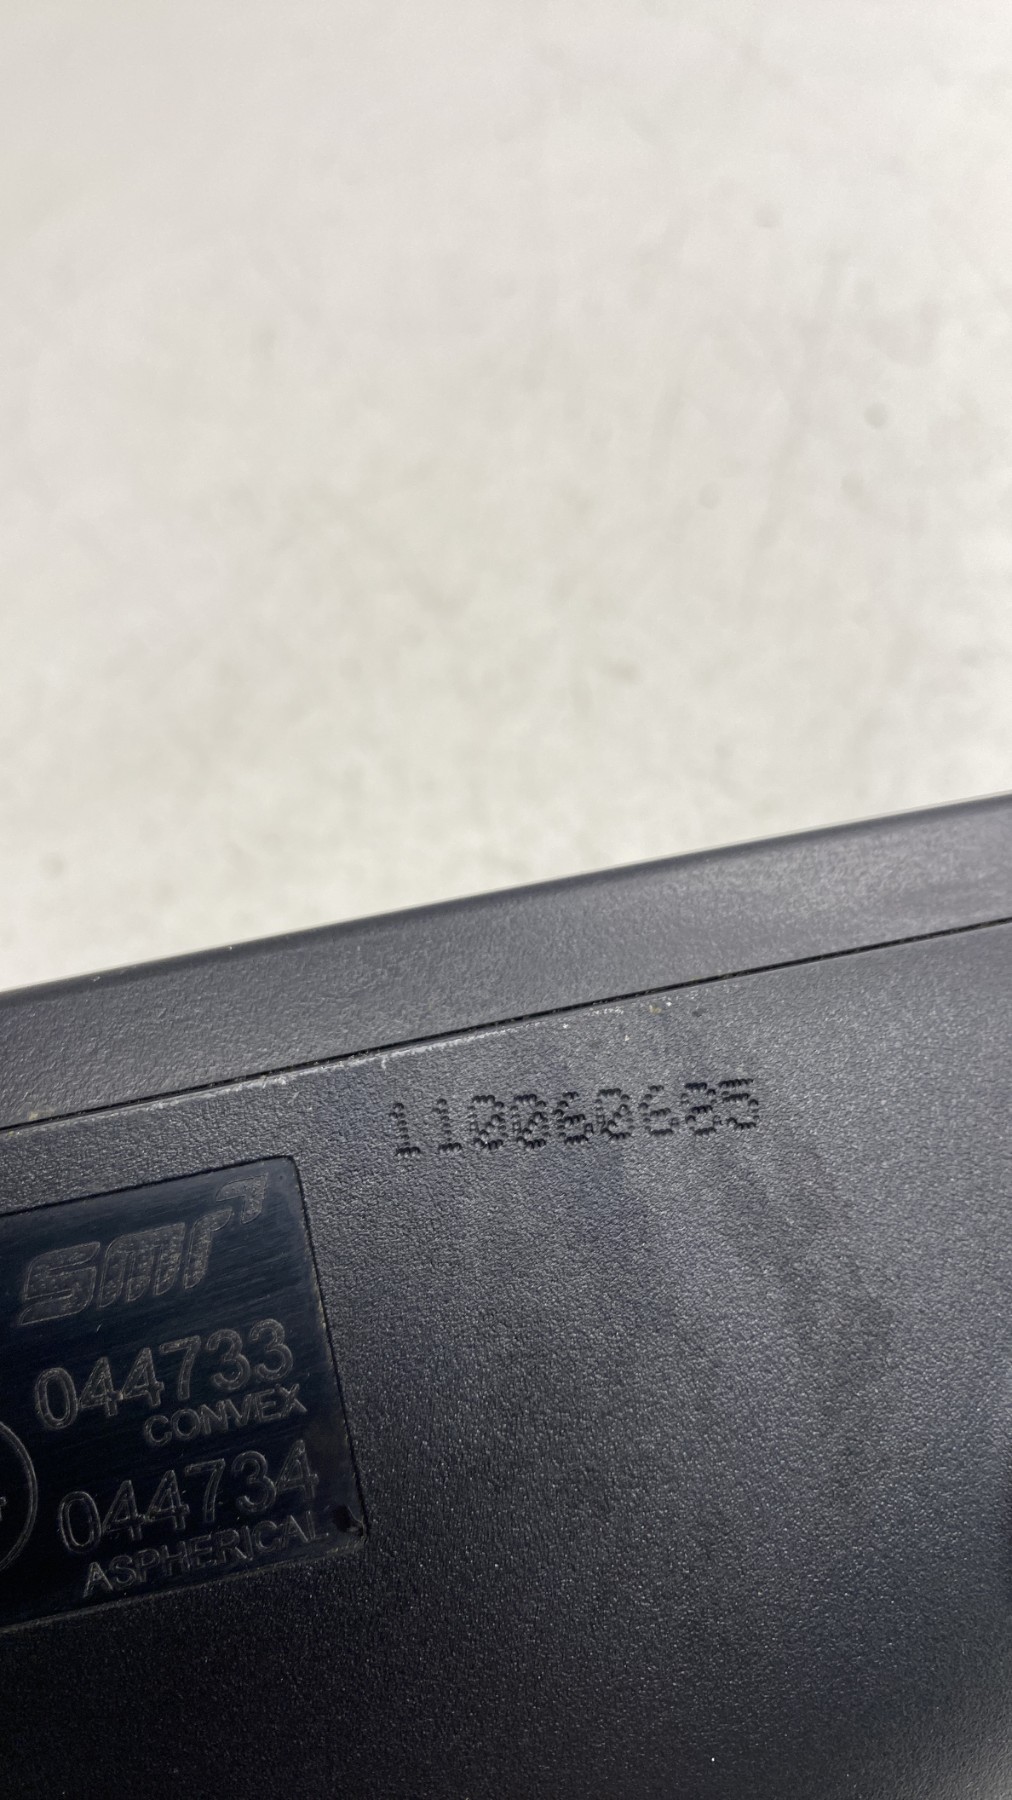 110060685
smr
044733
CONVEX
044734
ASPHERICAL